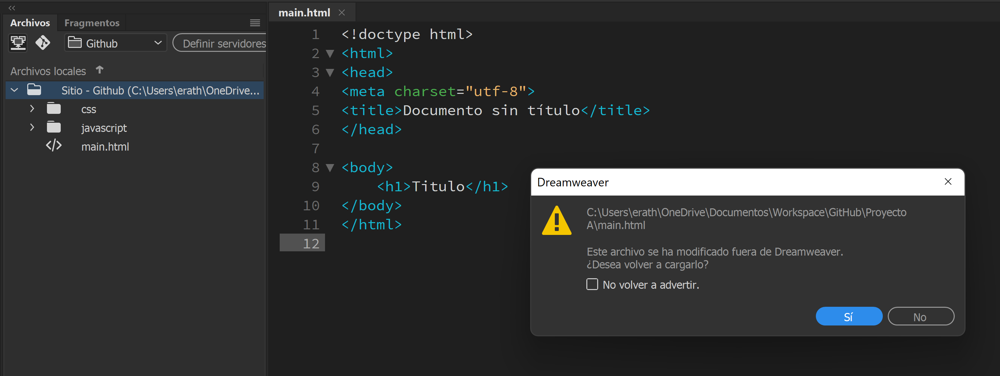 Archivos Fragmentos
Github
Definir servidores
Archivos locales
Sitio - Github (C:\Users\erath\OneDrive...
css
javascript
main.html
main.html
1 <!doctype html>
2 <html>
3 <head>
4 <meta charset="utf-8">
5 <title>Documento sin título</title>
6 </head>
7
8 <body>
9 <h1>Titulo</h1>
10 </body>
11 </html>
12
Dreamweaver
C:\Users\erath\OneDrive\Documentos\Workspace\GitHub\Proyecto
A\main.html
Este archivo se ha modificado fuera de Dreamweaver.
¿Desea volver a cargarlo?
No volver a advertir.
Sí
No